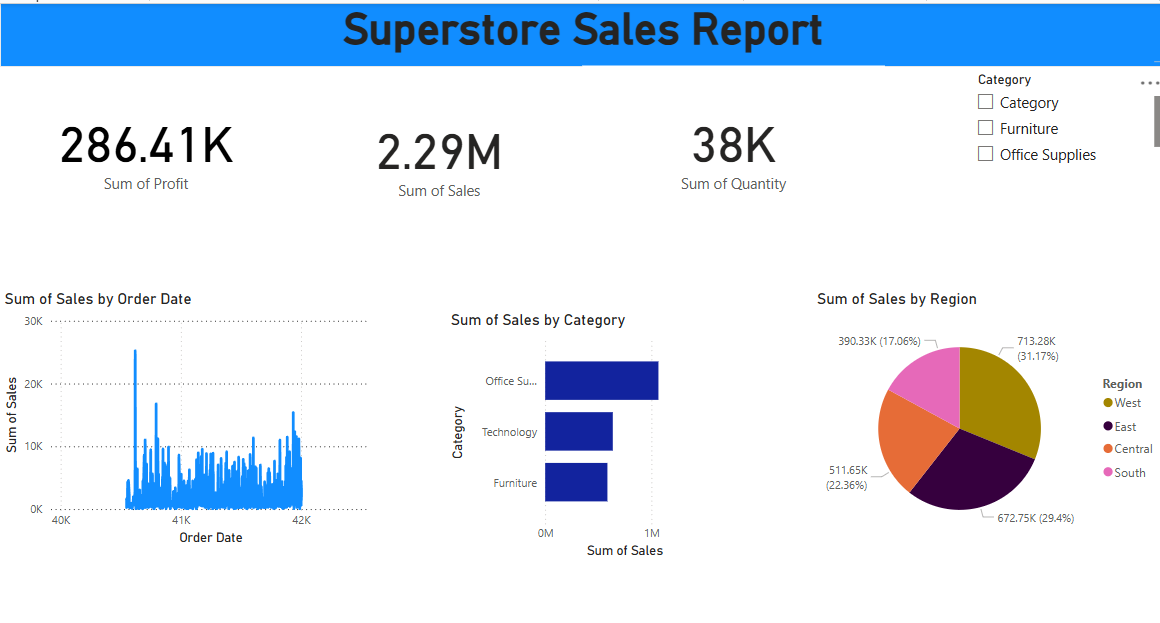 Superstore Sales Report
286.41K
Sum of Profit
2.29M
Sum of Sales
38K
Sum of Quantity
Category
Category
Furniture
Office Supplies
Sum of Sales by Order Date
Sum of Sales
30K
20K
10K
0K
40K 41K 42K
Order Date
Sum of Sales by Category
Category
Office Su...
Technology
Furniture
0M 1M
Sum of Sales
Sum of Sales by Region
390.33K (17.06%)
713.28K
(31.17%)
511.65K
(22.36%)
672.75K (29.4%)
Region
West
East
Central
South